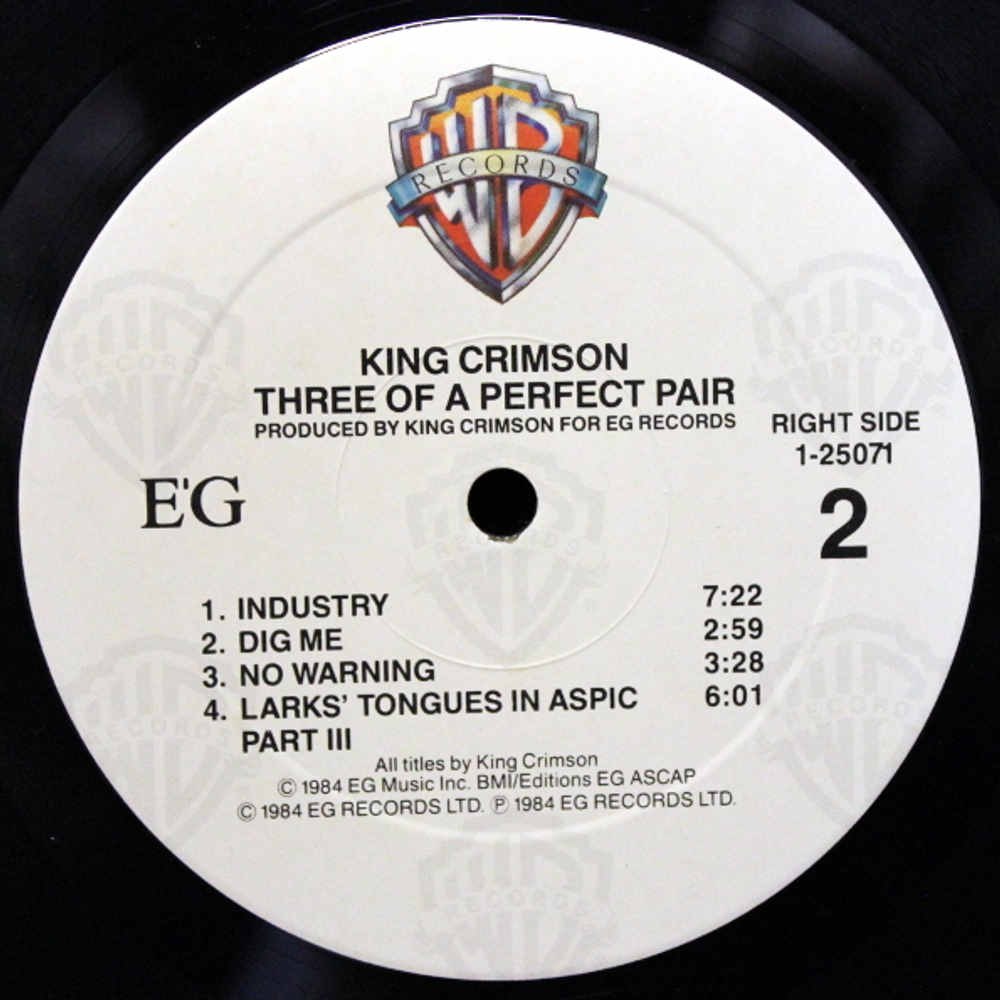 WB
RECORDS
KING CRIMSON
THREE OF A PERFECT PAIR
PRODUCED BY KING CRIMSON FOR EG RECORDS
RIGHT SIDE
1-25071
E'G
2
1. INDUSTRY 7:22
2. DIG ME 2:59
3. NO WARNING 3:28
4. LARKS' TONGUES IN ASPIC 6:01
PART III
All titles by King Crimson
© 1984 EG Music Inc. BMI/Editions EG ASCAP
© 1984 EG RECORDS LTD. ℗ 1984 EG RECORDS LTD.